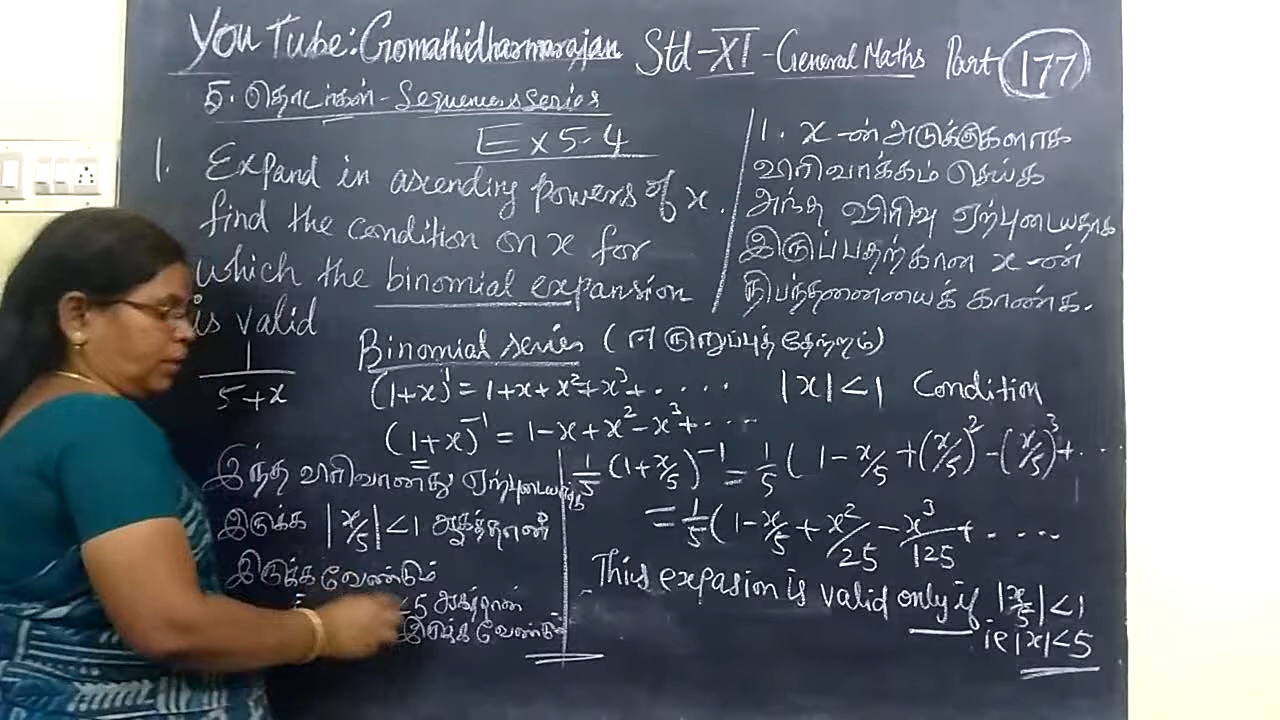 YouTube: Gomathidharmarajan Std-XI-General Maths Part 177
5. தொடர்கள் - Sequences & Series
Ex 5.4
1. Expand in ascending powers of x.
find the condition on x for
which the binomial expansion
is valid
1/(5+x)
1. x-ன் அடுக்குகளாக
விரிவாக்கம் செய்க
அந்த விரிவு ஏற்புடையதாக
இருப்பதற்கான x-ன்
நிபந்தனையைக் காண்க.
Binomial series (ஈருறுப்புத் தேற்றம்)
(1+x)¹ = 1+x+x²+x³+.... |x|<1 Condition
(1+x)⁻¹ = 1-x+x²-x³+....
இந்த விரிவானது ஏற்புடையதாக
இருக்க |x/5|<1 ஆகத்தான்
இருக்க வேண்டும்
<5 ஆகத்தான்
இருக்க வேண்டும்
1/5 (1+x/5)⁻¹ = 1/5 (1-x/5+(x/5)²-(x/5)³+....
= 1/5 (1-x/5+x²/25-x³/125+....
This expasion is valid only if |x/5|<1
ie |x|<5